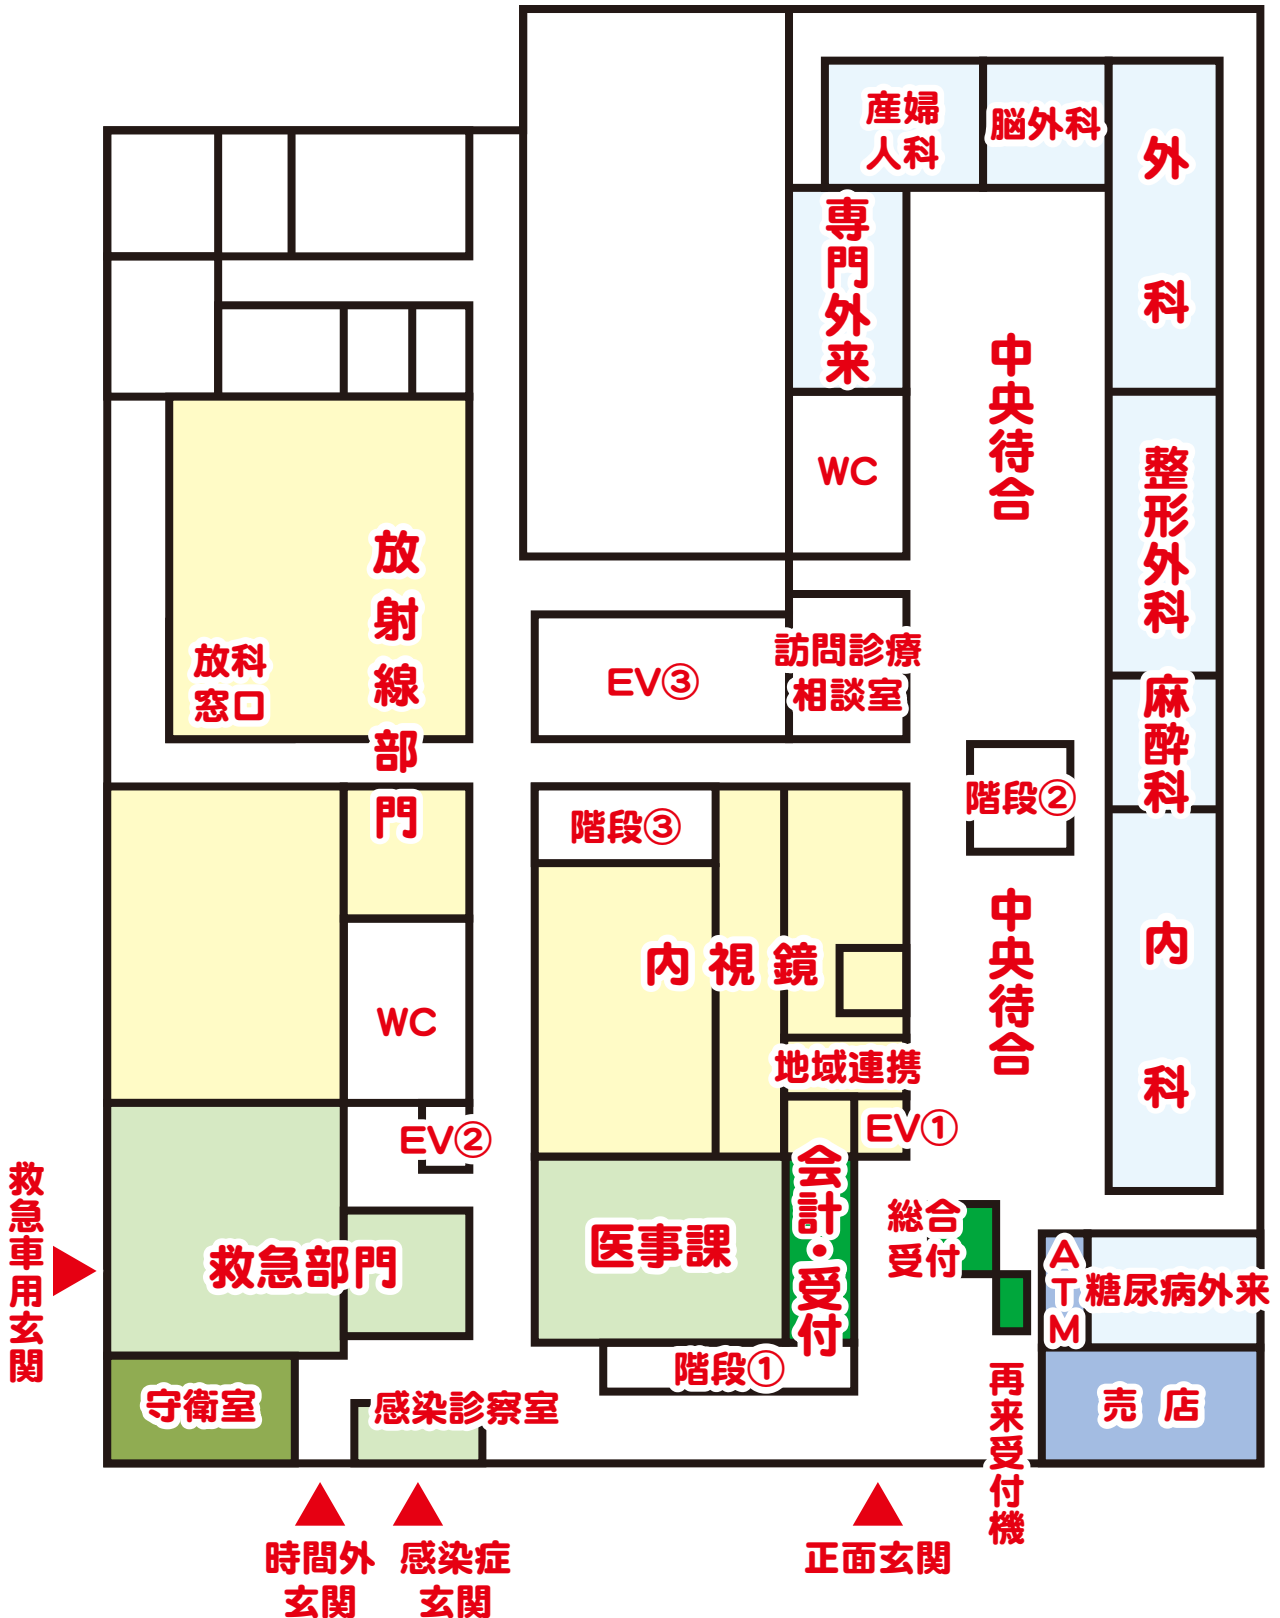 産婦
人科
脳外科
外科
専門外来
中央待合
WC
整形外科
放射線部門
放科
窓口
EV③
訪問診療
相談室
麻酔科
階段②
階段③
中央待合
内科
内視鏡
WC
地域連携
EV①
EV②
会計・受付
救急車用玄関
総合
受付
医事課
救急部門
ATM
糖尿病外来
階段①
再来受付機
守衛室
感染診察室
売店
時間外
玄関
感染症
玄関
正面玄関